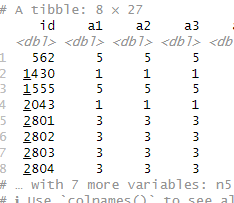 # A tibble: 8 × 27
id a1 a2 a3
<dbl> <dbl> <dbl> <dbl>
1 562 5 5 5
2 1430 1 1 1
3 1555 5 5 5
4 2043 1 1 1
5 2801 3 3 3
6 2802 3 3 3
7 2803 3 3 3
8 2804 3 3 3
# … with 7 more variables: n5
# ℹ Use `colnames()` to see al